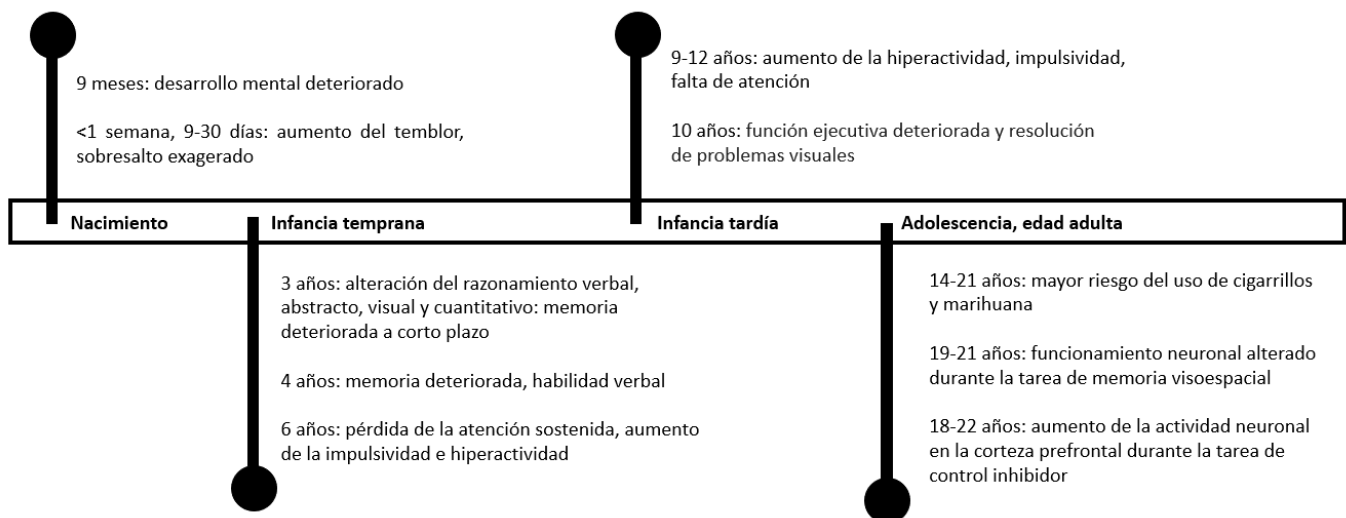 9 meses: desarrollo mental deteriorado
<1 semana, 9-30 días: aumento del temblor,
sobresalto exagerado
9-12 años: aumento de la hiperactividad, impulsividad,
falta de atención
10 años: función ejecutiva deteriorada y resolución
de problemas visuales
Nacimiento
Infancia temprana
Infancia tardía
Adolescencia, edad adulta
3 años: alteración del razonamiento verbal,
abstracto, visual y cuantitativo: memoria
deteriorada a corto plazo
4 años: memoria deteriorada, habilidad verbal
6 años: pérdida de la atención sostenida, aumento
de la impulsividad e hiperactividad
14-21 años: mayor riesgo del uso de cigarrillos
y marihuana
19-21 años: funcionamiento neuronal alterado
durante la tarea de memoria visoespacial
18-22 años: aumento de la actividad neuronal
en la corteza prefrontal durante la tarea de
control inhibidor